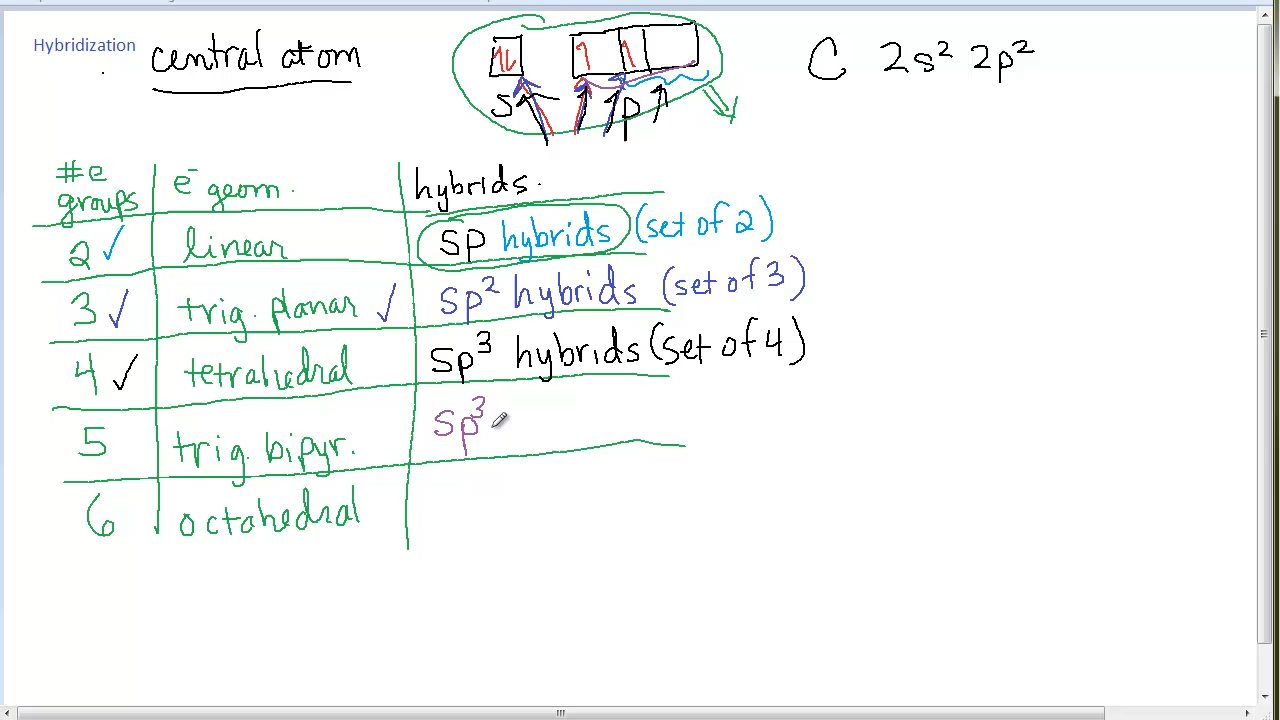 Hybridization
central atom
C 2s² 2p²
s p
#e groups e⁻ geom. hybrids.
2 ✓ linear sp hybrids (set of 2)
3 ✓ trig. planar ✓ sp² hybrids (set of 3)
4 ✓ tetrahedral sp³ hybrids (set of 4)
5 trig. bipyr. sp³
6 octahedral